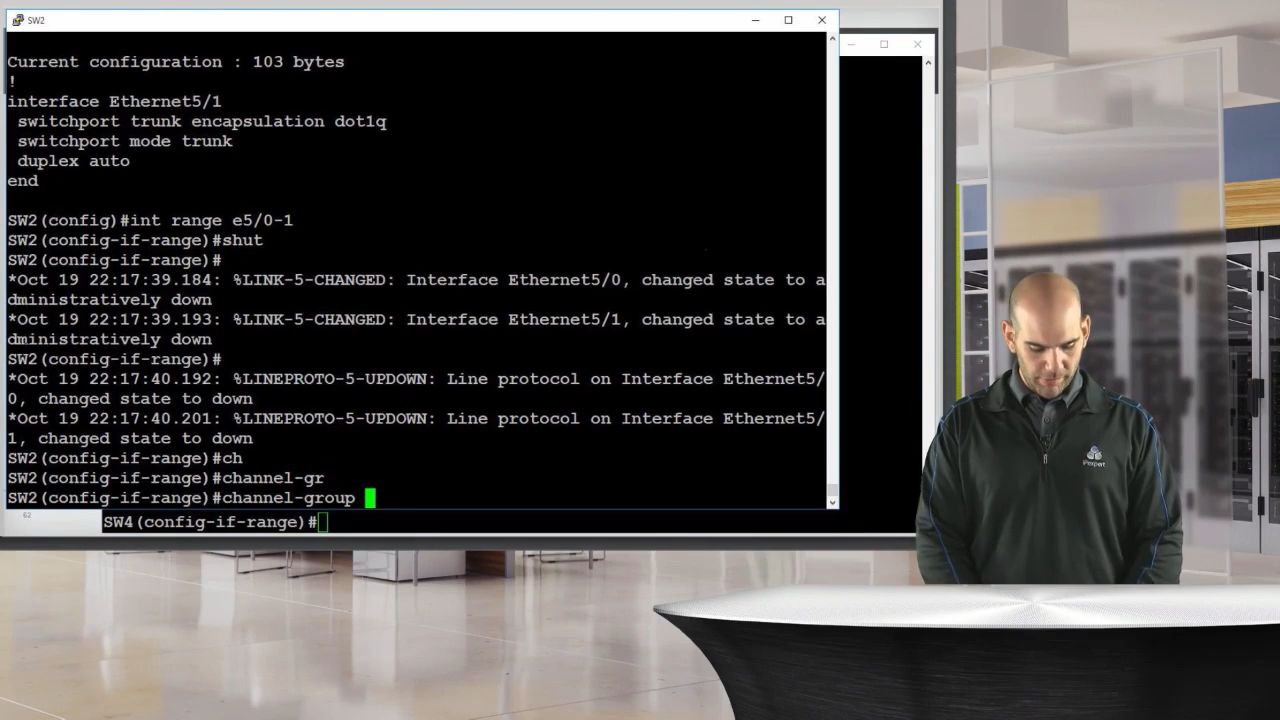 SW2
Current configuration : 103 bytes
!
interface Ethernet5/1
switchport trunk encapsulation dot1q
switchport mode trunk
duplex auto
end
SW2(config)#int range e5/0-1
SW2(config-if-range)#shut
SW2(config-if-range)#
*Oct 19 22:17:39.184: %LINK-5-CHANGED: Interface Ethernet5/0, changed state to a
dministratively down
*Oct 19 22:17:39.193: %LINK-5-CHANGED: Interface Ethernet5/1, changed state to a
dministratively down
SW2(config-if-range)#
*Oct 19 22:17:40.192: %LINEPROTO-5-UPDOWN: Line protocol on Interface Ethernet5/
0, changed state to down
*Oct 19 22:17:40.201: %LINEPROTO-5-UPDOWN: Line protocol on Interface Ethernet5/
1, changed state to down
SW2(config-if-range)#ch
SW2(config-if-range)#channel-gr
SW2(config-if-range)#channel-group
62
SW4(config-if-range)#
iPexpert